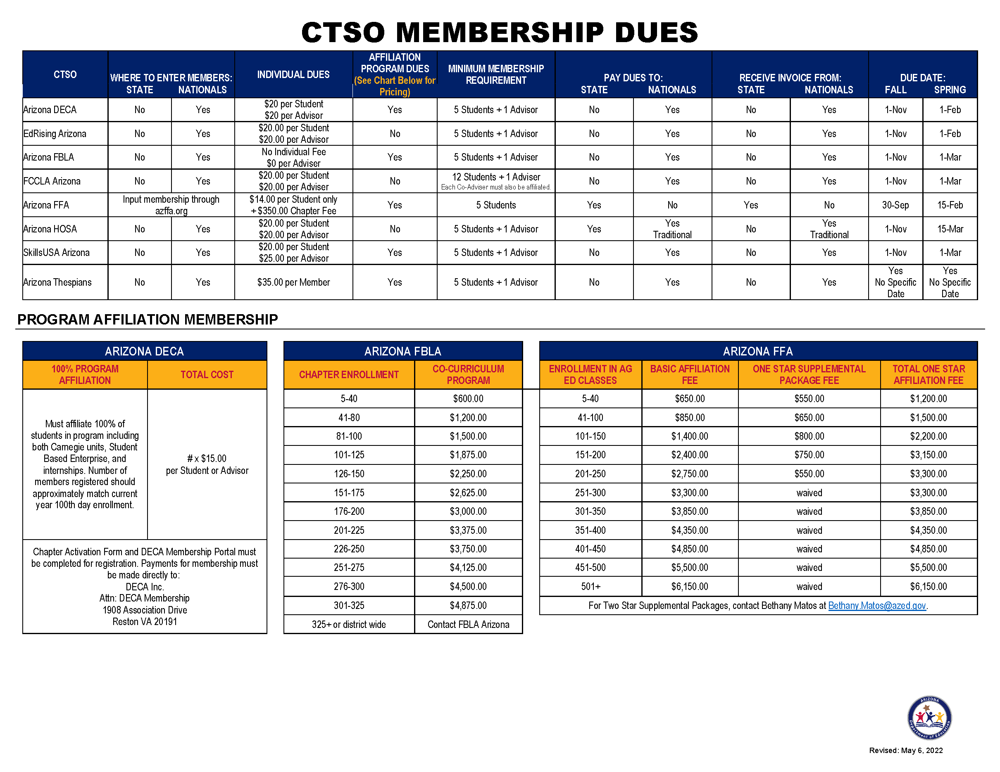 CTSO MEMBERSHIP DUES
CTSO
WHERE TO ENTER MEMBERS:
STATE NATIONALS
INDIVIDUAL DUES
AFFILIATION
PROGRAM DUES
(See Chart Below for
Pricing)
MINIMUM MEMBERSHIP
REQUIREMENT
PAY DUES TO:
STATE NATIONALS
RECEIVE INVOICE FROM:
STATE NATIONALS
DUE DATE:
FALL SPRING
Arizona DECA No Yes $20 per Student Yes 5 Students + 1 Advisor No Yes No Yes 1-Nov 1-Feb
$20 per Advisor
EdRising Arizona No Yes $20.00 per Student No 5 Students + 1 Advisor No Yes No Yes 1-Nov 1-Feb
$20.00 per Advisor
Arizona FBLA No Yes No Individual Fee Yes 5 Students + 1 Adviser No Yes No Yes 1-Nov 1-Mar
$0 per Adviser
FCCLA Arizona No Yes $20.00 per Student No 12 Students + 1 Adviser No Yes No Yes 1-Nov 1-Mar
$20.00 per Adviser Each Co-Adviser must also be affiliated.
Arizona FFA Input membership through $14.00 per Student only Yes 5 Students Yes No Yes No 30-Sep 15-Feb
azffa.org + $350.00 Chapter Fee
Arizona HOSA No Yes $20.00 per Student No 5 Students + 1 Advisor Yes Yes No Yes 1-Nov 15-Mar
$20.00 per Advisor Traditional Traditional
SkillsUSA Arizona No Yes $20.00 per Student Yes 5 Students + 1 Advisor No Yes No Yes 1-Nov 1-Mar
$25.00 per Advisor
Arizona Thespians No Yes $35.00 per Member Yes 5 Students + 1 Advisor No Yes No Yes Yes Yes
No Specific No Specific
Date Date
PROGRAM AFFILIATION MEMBERSHIP
ARIZONA DECA
100% PROGRAM
AFFILIATION
TOTAL COST
Must affiliate 100% of
students in program including
both Carnegie units, Student
Based Enterprise, and
internships. Number of
members registered should
approximately match current
year 100th day enrollment.
# x $15.00
per Student or Advisor
Chapter Activation Form and DECA Membership Portal must
be completed for registration. Payments for membership must
be made directly to:
DECA Inc.
Attn: DECA Membership
1908 Association Drive
Reston VA 20191
ARIZONA FBLA
CHAPTER ENROLLMENT
CO-CURRICULUM
PROGRAM
5-40 $600.00
41-80 $1,200.00
81-100 $1,500.00
101-125 $1,875.00
126-150 $2,250.00
151-175 $2,625.00
176-200 $3,000.00
201-225 $3,375.00
226-250 $3,750.00
251-275 $4,125.00
276-300 $4,500.00
301-325 $4,875.00
325+ or district wide Contact FBLA Arizona
ARIZONA FFA
ENROLLMENT IN AG
ED CLASSES
BASIC AFFILIATION
FEE
ONE STAR SUPPLEMENTAL
PACKAGE FEE
TOTAL ONE STAR
AFFILIATION FEE
5-40 $650.00 $550.00 $1,200.00
41-100 $850.00 $650.00 $1,500.00
101-150 $1,400.00 $800.00 $2,200.00
151-200 $2,400.00 $750.00 $3,150.00
201-250 $2,750.00 $550.00 $3,300.00
251-300 $3,300.00 waived $3,300.00
301-350 $3,850.00 waived $3,850.00
351-400 $4,350.00 waived $4,350.00
401-450 $4,850.00 waived $4,850.00
451-500 $5,500.00 waived $5,500.00
501+ $6,150.00 waived $6,150.00
For Two Star Supplemental Packages, contact Bethany Matos at Bethany.Matos@azed.gov.
ARIZONA
Department of Education
Revised: May 6, 2022